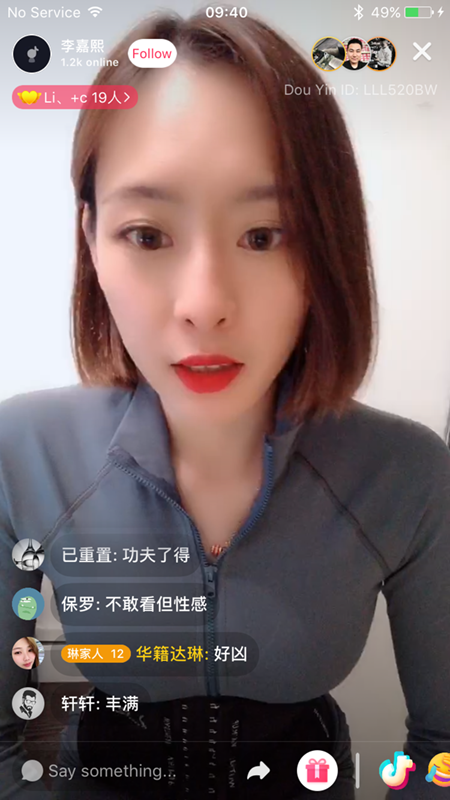 No Service
09:40
49%
李嘉熙
1.2k online
Follow
Li、+c 19人>
Dou Yin ID: LLL520BW
已重置: 功夫了得
保罗: 不敢看但性感
琳家人 12 华籍达琳: 好凶
轩轩: 丰满
Say something...